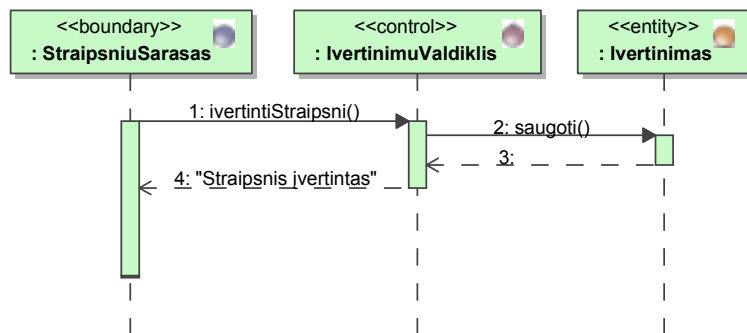 <<boundary>>
: StraipsniuSarasas
<<control>>
: IvertinimuValdiklis
<<entity>>
: Ivertinimas
1: ivertintiStraipsni()
2: saugoti()
3:
4: "Straipsnis įvertintas"